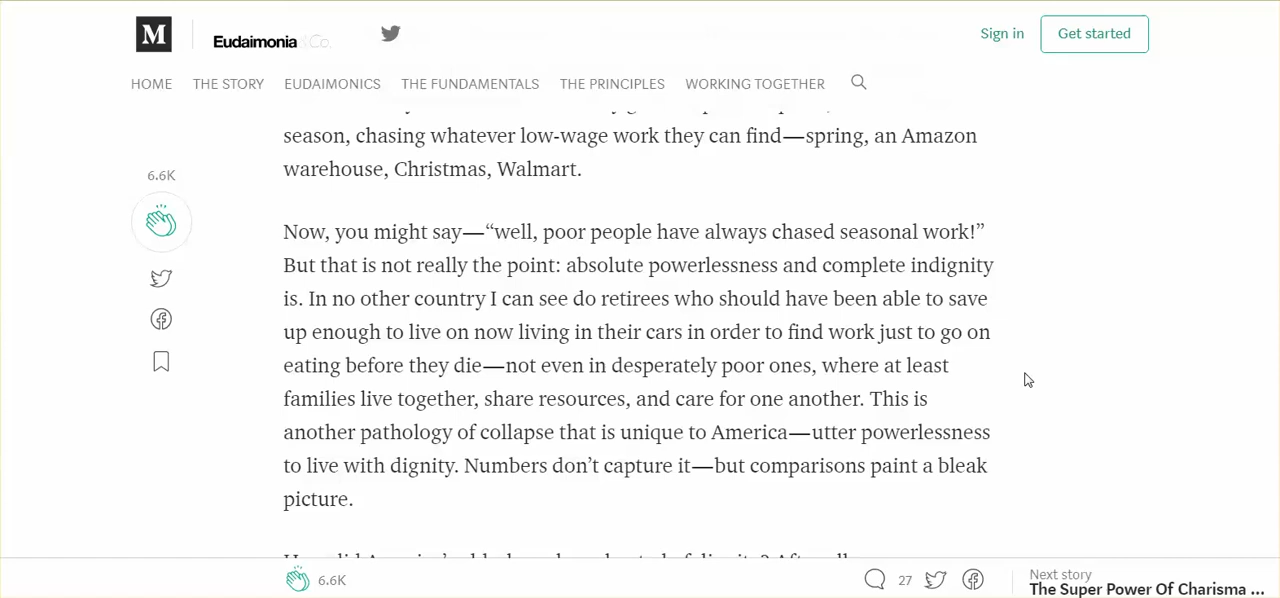 M
Eudaimonia & Co.
Sign in
Get started
HOME THE STORY EUDAIMONICS THE FUNDAMENTALS THE PRINCIPLES WORKING TOGETHER
season, chasing whatever low-wage work they can find—spring, an Amazon
warehouse, Christmas, Walmart.
6.6K
Now, you might say—“well, poor people have always chased seasonal work!”
But that is not really the point: absolute powerlessness and complete indignity
is. In no other country I can see do retirees who should have been able to save
up enough to live on now living in their cars in order to find work just to go on
eating before they die—not even in desperately poor ones, where at least
families live together, share resources, and care for one another. This is
another pathology of collapse that is unique to America—utter powerlessness
to live with dignity. Numbers don’t capture it—but comparisons paint a bleak
picture.
6.6K
27
Next story
The Super Power Of Charisma ...